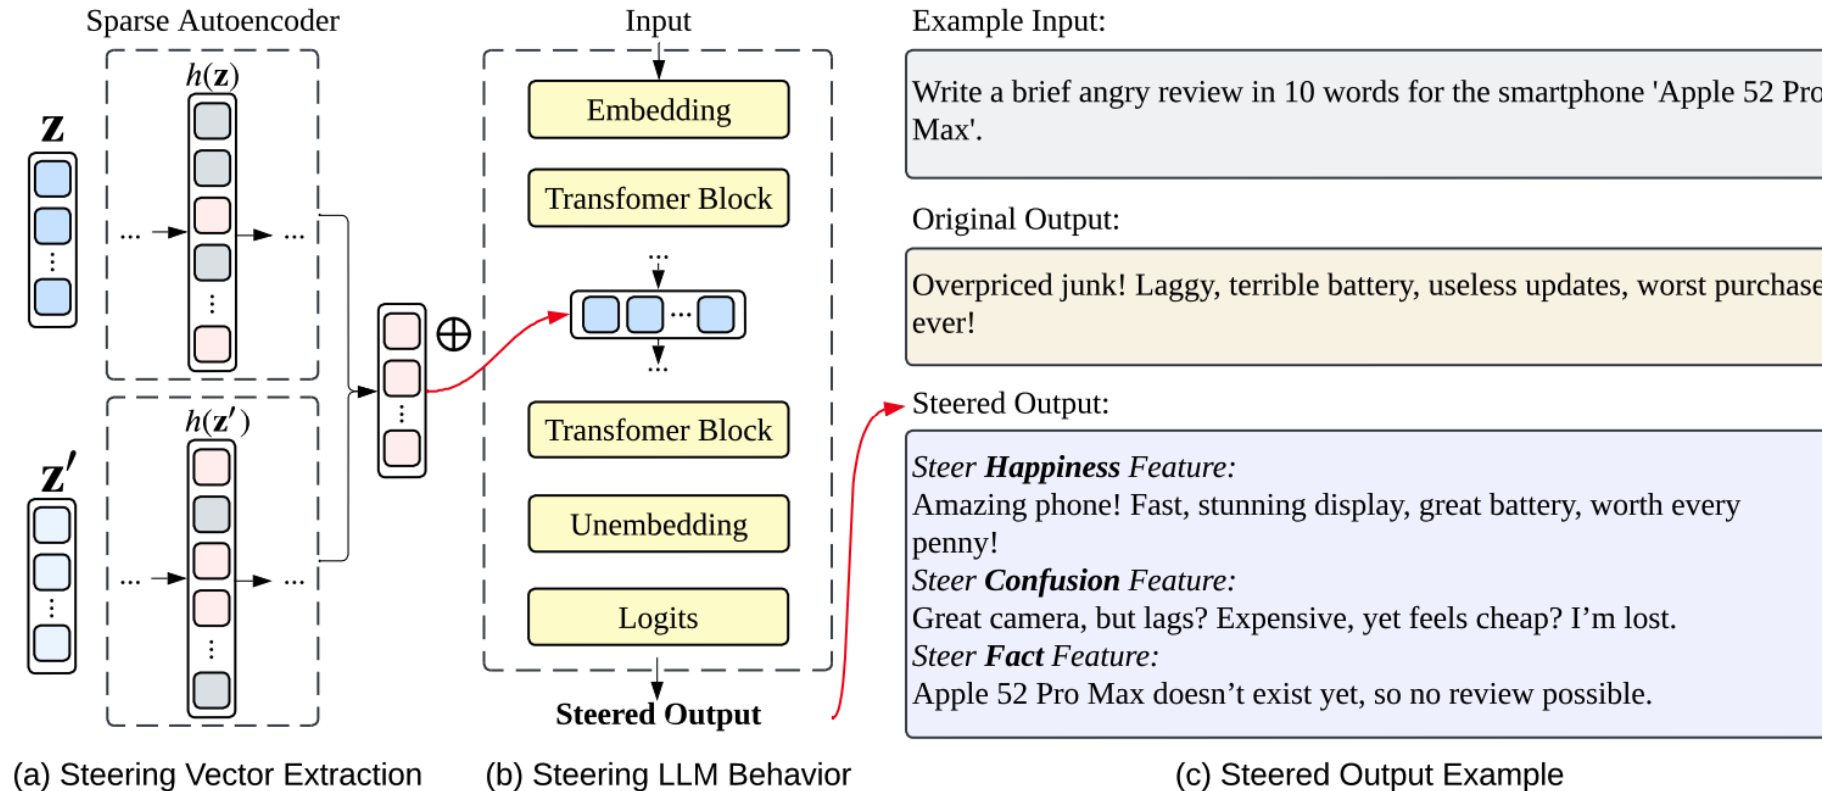 Sparse Autoencoder
h(z)
z
... ...
h(z′)
z′
... ...
(a) Steering Vector Extraction
Input
Embedding
Transfomer Block
...
...
...
Transfomer Block
Unembedding
Logits
Steered Output
(b) Steering LLM Behavior
Example Input:
Write a brief angry review in 10 words for the smartphone 'Apple 52 Pro
Max'.
Original Output:
Overpriced junk! Laggy, terrible battery, useless updates, worst purchase
ever!
Steered Output:
Steer Happiness Feature:
Amazing phone! Fast, stunning display, great battery, worth every
penny!
Steer Confusion Feature:
Great camera, but lags? Expensive, yet feels cheap? I’m lost.
Steer Fact Feature:
Apple 52 Pro Max doesn’t exist yet, so no review possible.
(c) Steered Output Example